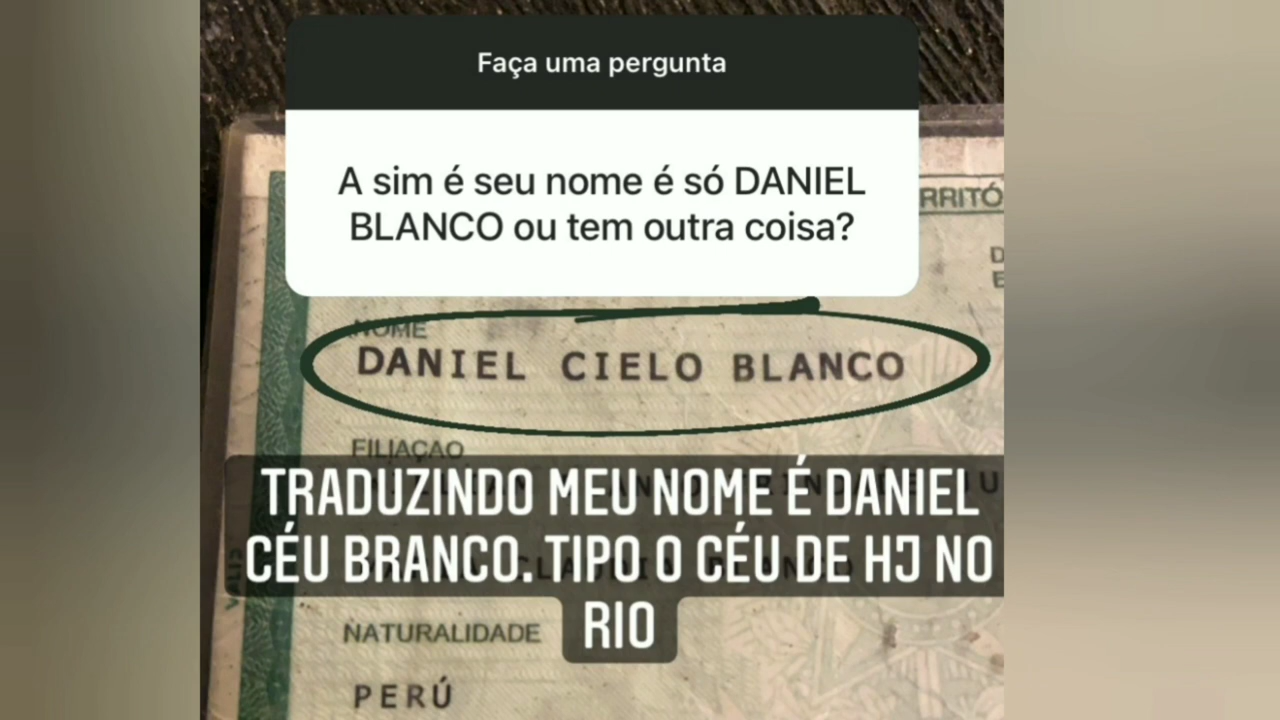 Faça uma pergunta
A sim é seu nome é só DANIEL
BLANCO ou tem outra coisa?
NOME
DANIEL CIELO BLANCO
FILIAÇÃO
TRADUZINDO MEU NOME É DANIEL
CÉU BRANCO. TIPO O CÉU DE HJ NO
RIO
NATURALIDADE
PERÚ